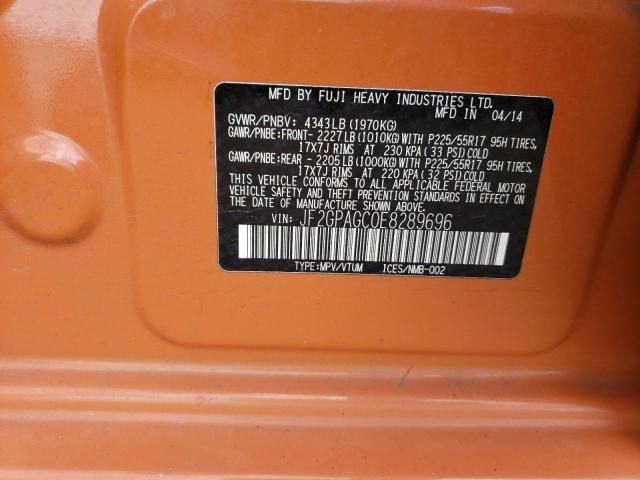 MFD BY FUJI HEAVY INDUSTRIES LTD.
MFD IN 04/14
GVWR/PNBV: 4343LB(1970KG)
GAWR/PNBE:FRONT- 2227LB(1010KG)WITH P225/55R17 95H TIRES,
17X7J RIMS AT 230 KPA( 33 PSI)COLD
GAWR/PNBE:REAR - 2205LB(1000KG)WITH P225/55R17 95H TIRES,
17X7J RIMS AT 220 KPA( 32 PSI)COLD
THIS VEHICLE CONFORMS TO ALL APPLICABLE FEDERAL MOTOR
VEHICLE SAFETY AND THEFT PREVENTION STANDARDS IN EFFECT ON
THE DATE OF MANUFACTURE SHOWN ABOVE.
VIN: JF2GPAGC0E8289696
TYPE:MPV/VTUM ICES/NMB-002